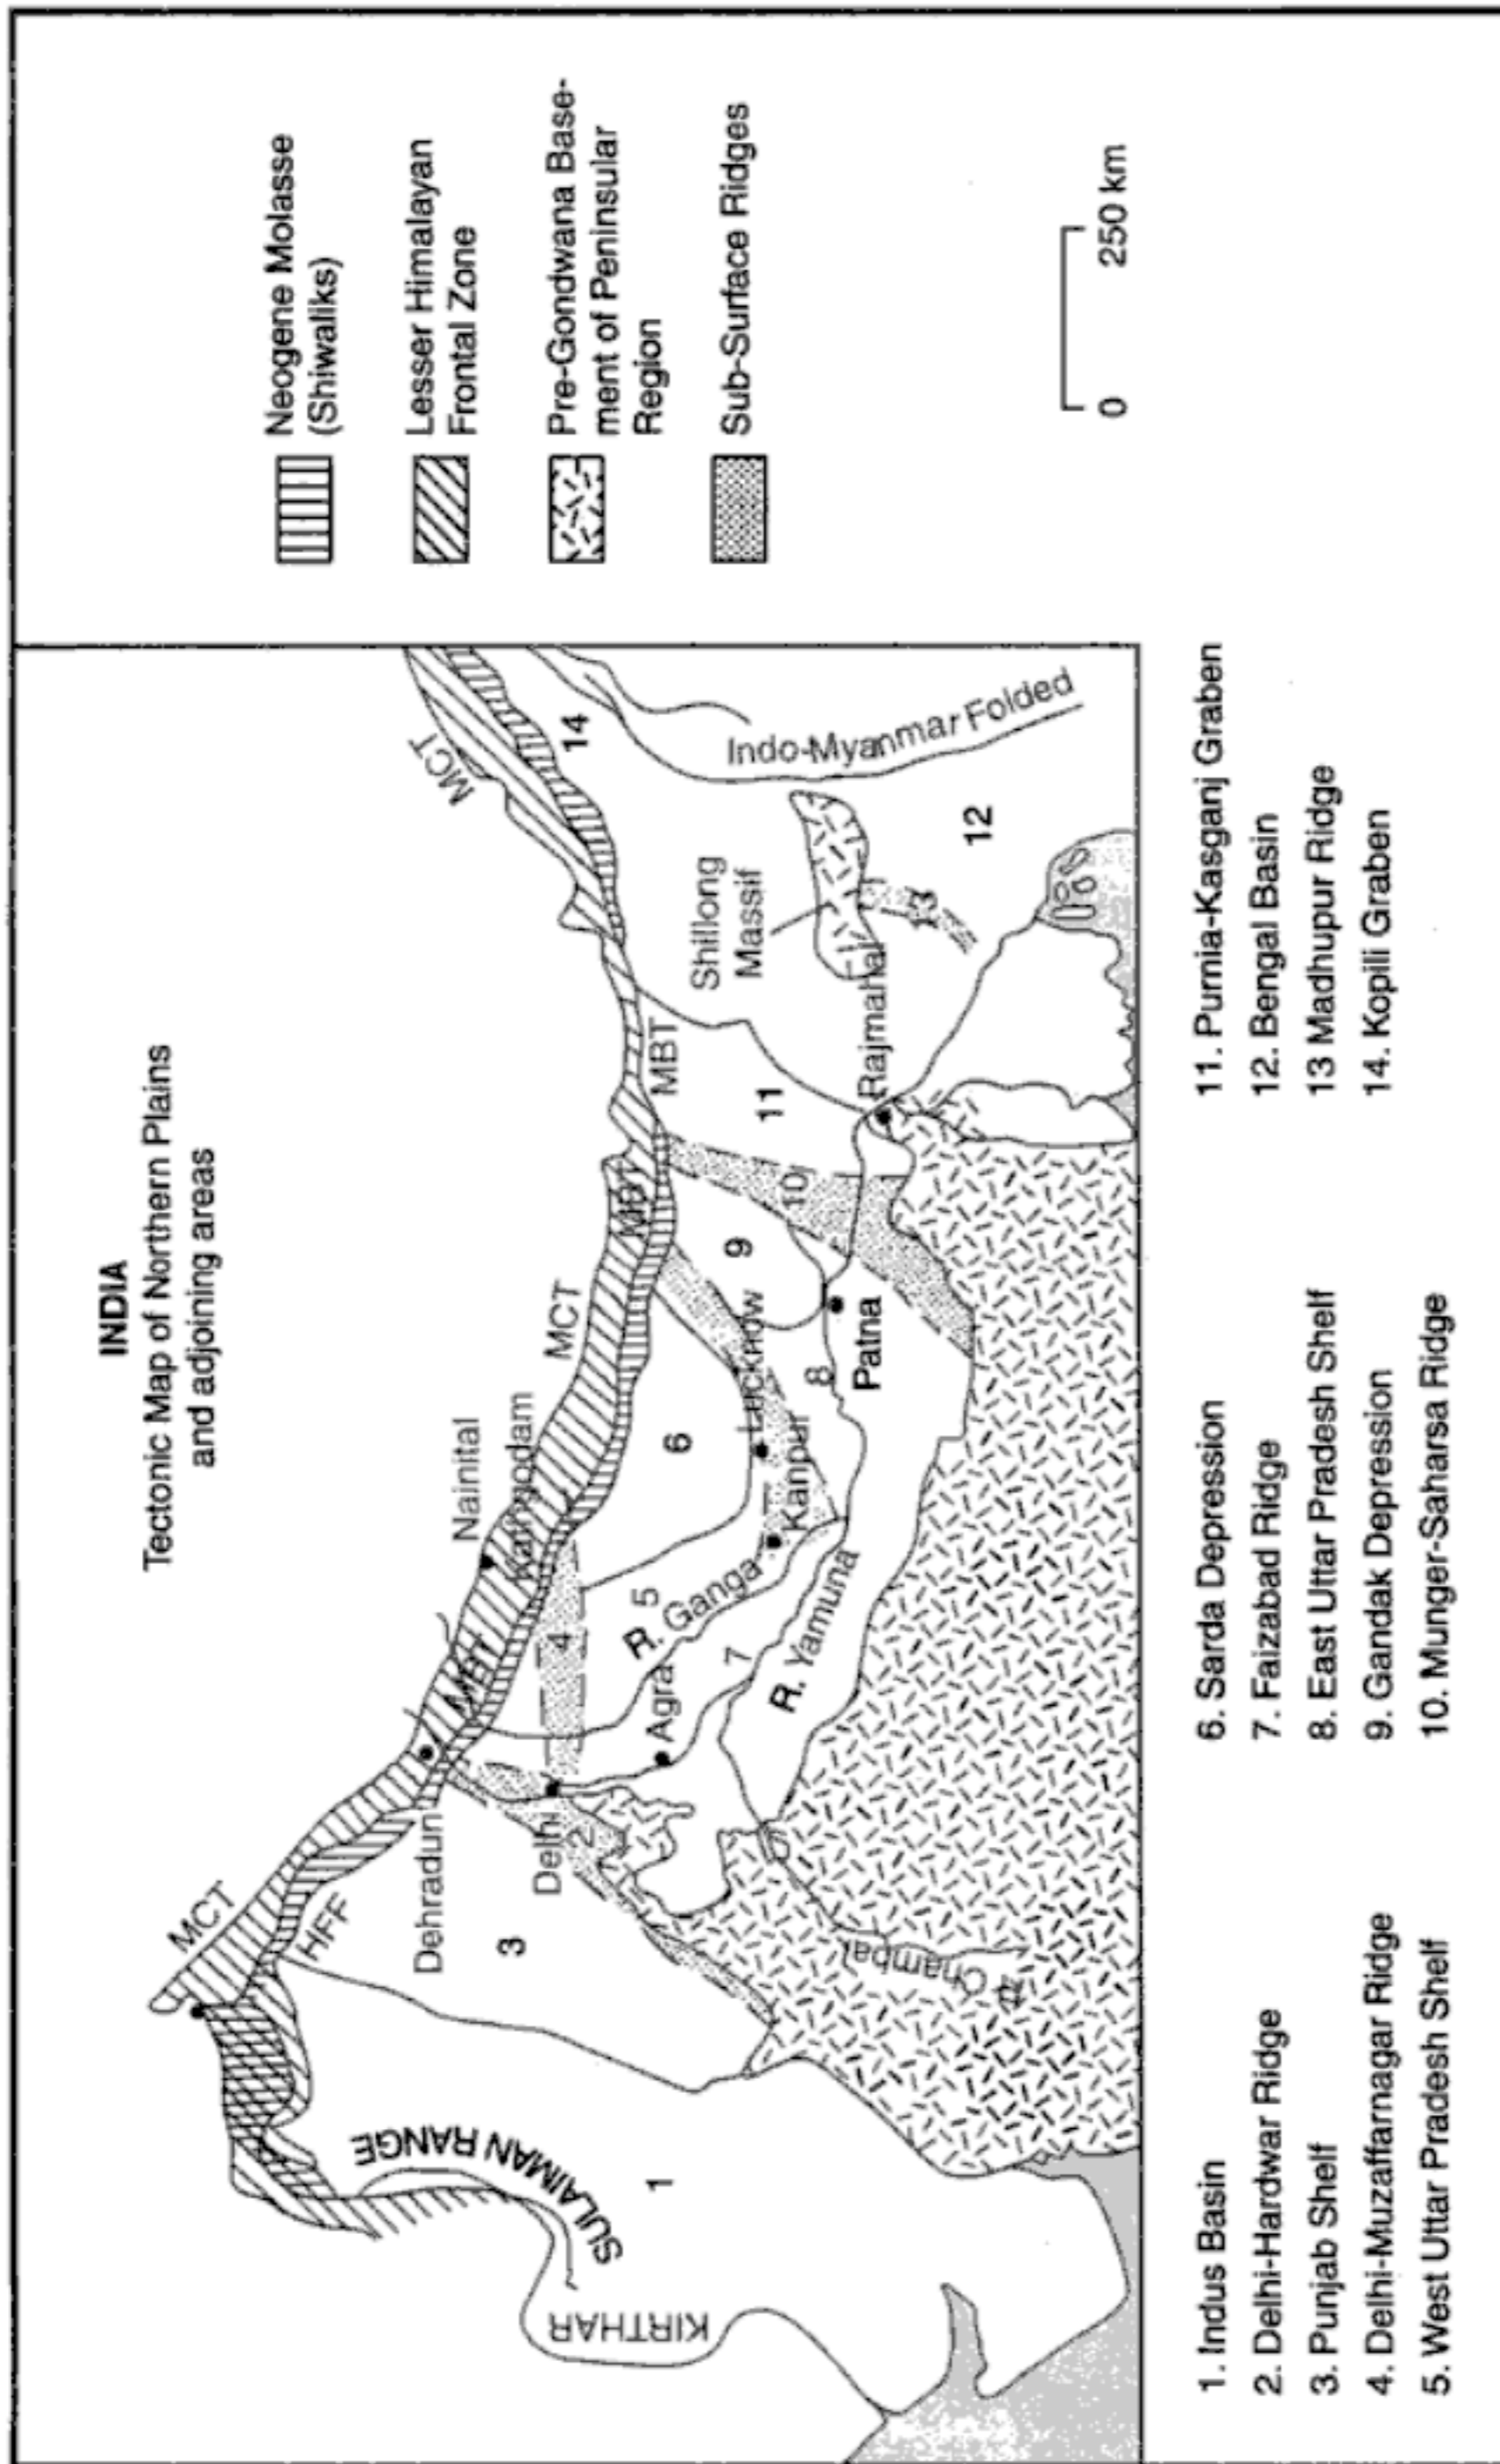 INDIA
Tectonic Map of Northern Plains
and adjoining areas
MCT
HFF
Dehradun
MBT
Nainital
Kathgodam
MCT
MBT
MBT
MCT
SULAIMAN RANGE
KIRTHAR
1
3
Delhi
2
4
Agra
5
R. Ganga
7
R. Yamuna
R Chambal
6
Lucknow
Kanpur
8
Patna
9
10
11
Rajmahal
Shillong
Massif
13
12
14
Indo-Myanmar Folded
Neogene Molasse
(Shiwaliks)
Lesser Himalayan
Frontal Zone
Pre-Gondwana Base-
ment of Peninsular
Region
Sub-Surface Ridges
0 250 km
1. Indus Basin
2. Delhi-Hardwar Ridge
3. Punjab Shelf
4. Delhi-Muzaffarnagar Ridge
5. West Uttar Pradesh Shelf
6. Sarda Depression
7. Faizabad Ridge
8. East Uttar Pradesh Shelf
9. Gandak Depression
10. Munger-Saharsa Ridge
11. Purnia-Kasganj Graben
12. Bengal Basin
13 Madhupur Ridge
14. Kopili Graben